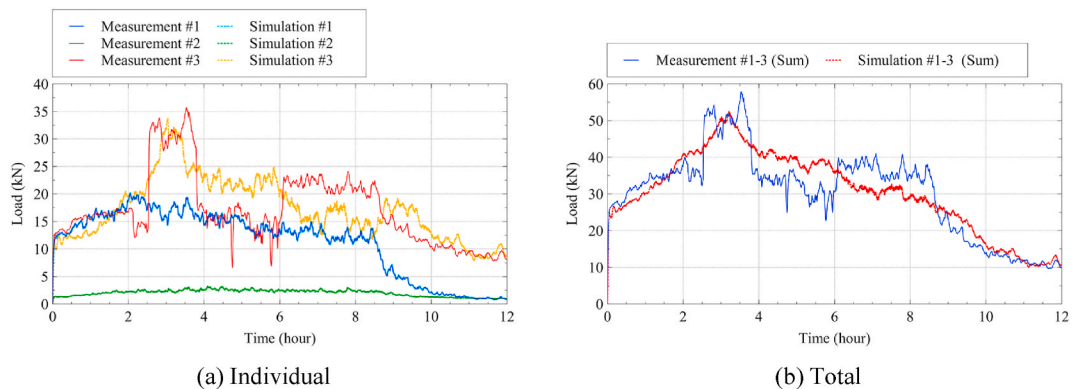 Measurement #1 Simulation #1
Measurement #2 Simulation #2
Measurement #3 Simulation #3
40
35
30
25
20
15
10
5
0
Load (kN)
0 2 4 6 8 10 12
Time (hour)
(a) Individual
Measurement #1-3 (Sum) Simulation #1-3 (Sum)
60
50
40
30
20
10
0
Load (kN)
0 2 4 6 8 10 12
Time (hour)
(b) Total